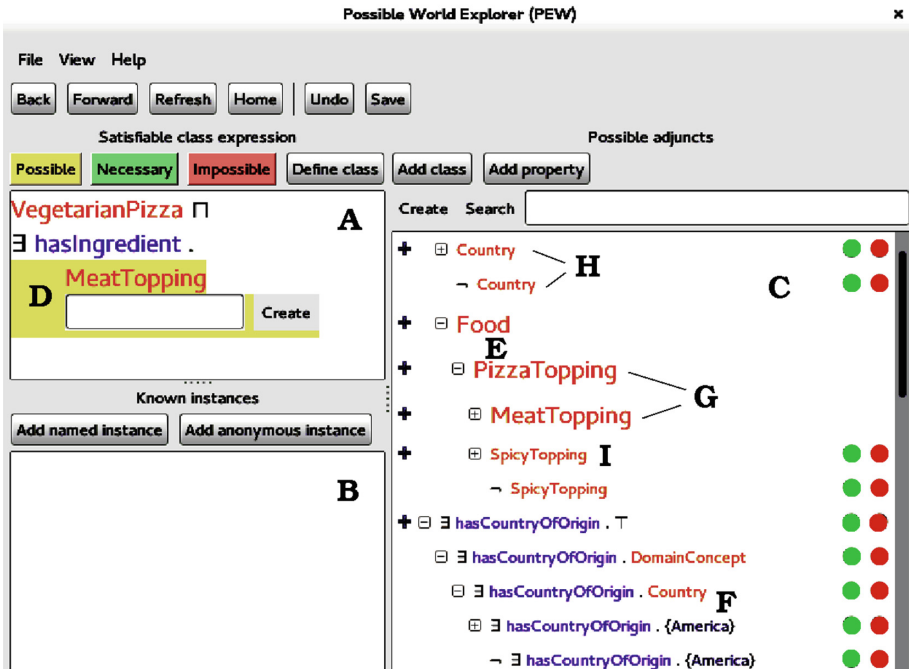 Possible World Explorer (PEW) ×
File View Help
Back Forward Refresh Home Undo Save
Satisfiable class expression
Possible adjuncts
Possible Necessary Impossible Define class Add class Add property
VegetarianPizza ⊓
∃ hasIngredient .
MeatTopping
Create
A
D
Known instances
Add named instance Add anonymous instance
B
Create Search
+ ⊞ Country
¬ Country
H
C
+ ⊟ Food
E
+ ⊟ PizzaTopping
G
+ ⊞ MeatTopping
+ ⊞ SpicyTopping I
¬ SpicyTopping
+ ⊟ ∃ hasCountryOfOrigin . ⊤
⊟ ∃ hasCountryOfOrigin . DomainConcept
⊟ ∃ hasCountryOfOrigin . Country F
⊞ ∃ hasCountryOfOrigin . {America}
¬ ∃ hasCountryOfOrigin . {America}